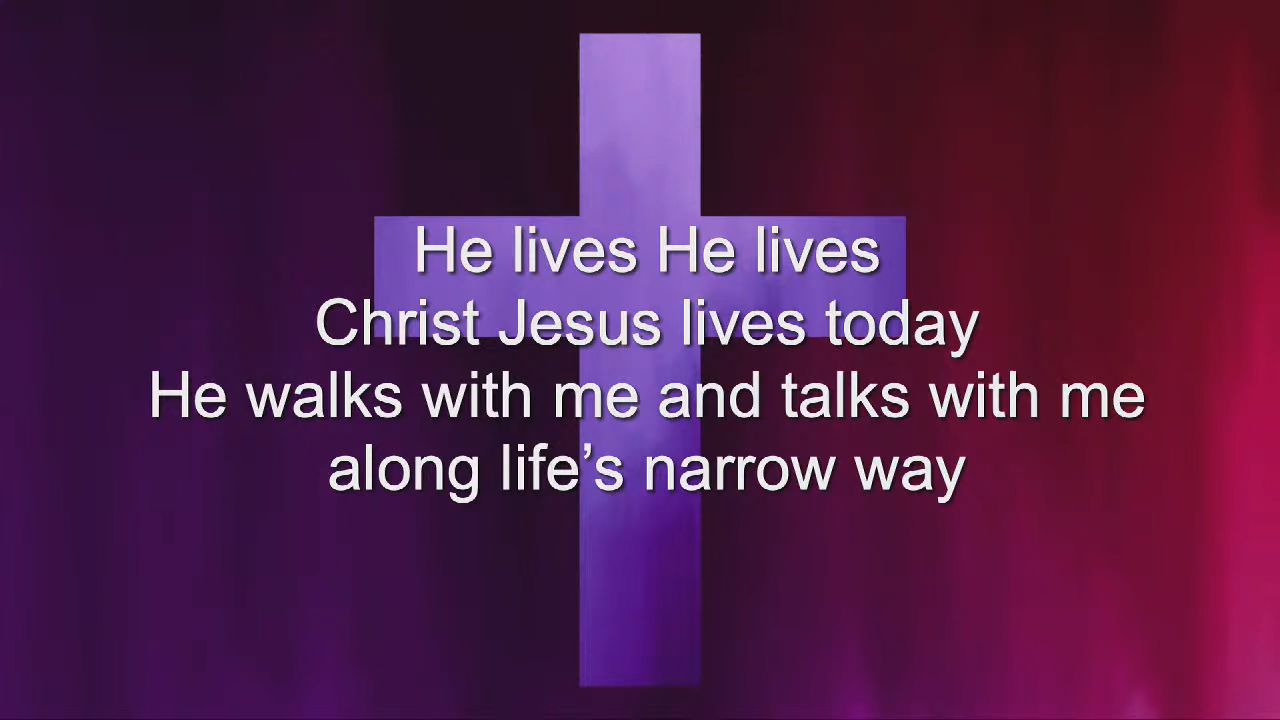 He lives He lives
Christ Jesus lives today
He walks with me and talks with me
along life’s narrow way